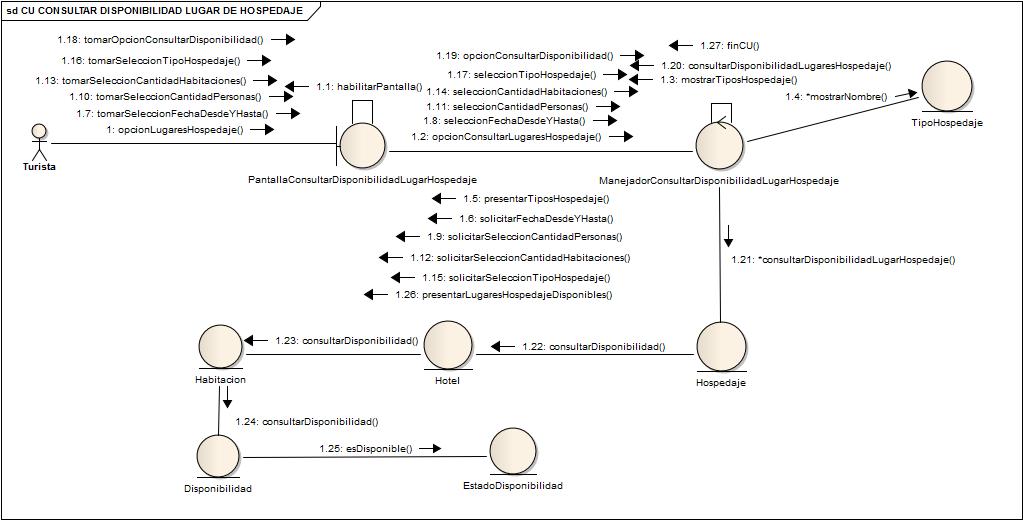 sd CU CONSULTAR DISPONIBILIDAD LUGAR DE HOSPEDAJE
1.18: tomarOpcionConsultarDisponibilidad()
1.16: tomarSeleccionTipoHospedaje()
1.13: tomarSeleccionCantidadHabitaciones()
1.10: tomarSeleccionCantidadPersonas()
1.7: tomarSeleccionFechaDesdeYHasta()
1: opcionLugaresHospedaje()
1.1: habilitarPantalla()
1.19: opcionConsultarDisponibilidad()
1.17: seleccionTipoHospedaje()
1.14: seleccionCantidadHabitaciones()
1.11: seleccionCantidadPersonas()
1.8: seleccionFechaDesdeYHasta()
1.2: opcionConsultarLugaresHospedaje()
1.27: finCU()
1.20: consultarDisponibilidadLugaresHospedaje()
1.3: mostrarTiposHospedaje()
1.4: *mostrarNombre()
TipoHospedaje
Turista
PantallaConsultarDisponibilidadLugarHospedaje
ManejadorConsultarDisponibilidadLugarHospedaje
1.5: presentarTiposHospedaje()
1.6: solicitarFechaDesdeYHasta()
1.9: solicitarSeleccionCantidadPersonas()
1.12: solicitarSeleccionCantidadHabitaciones()
1.15: solicitarSeleccionTipoHospedaje()
1.26: presentarLugaresHospedajeDisponibles()
1.21: *consultarDisponibilidadLugarHospedaje()
1.23: consultarDisponibilidad()
1.22: consultarDisponibilidad()
Habitacion
Hotel
Hospedaje
1.24: consultarDisponibilidad()
1.25: esDisponible()
Disponibilidad
EstadoDisponibilidad